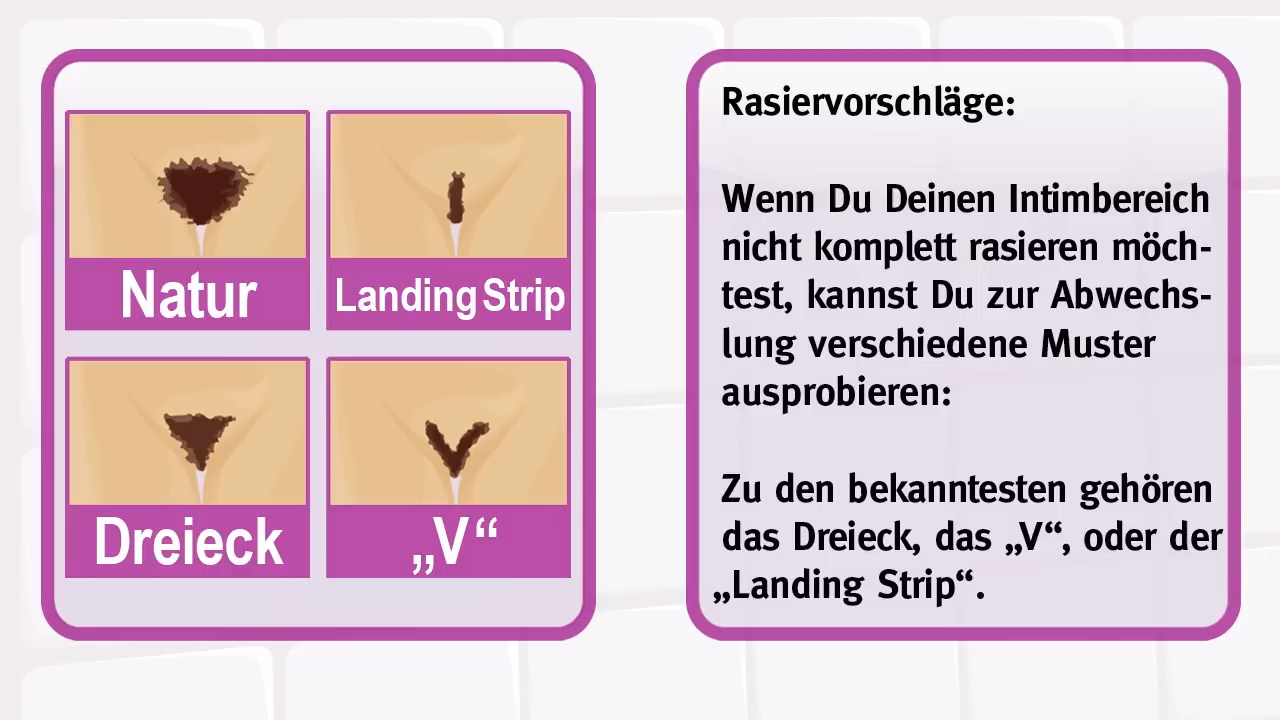 Natur
Landing Strip
Dreieck
„V“
Rasiervorschläge:
Wenn Du Deinen Intimbereich
nicht komplett rasieren möch-
test, kannst Du zur Abwechs-
lung verschiedene Muster
ausprobieren:
Zu den bekanntesten gehören
das Dreieck, das „V“, oder der
„Landing Strip“.